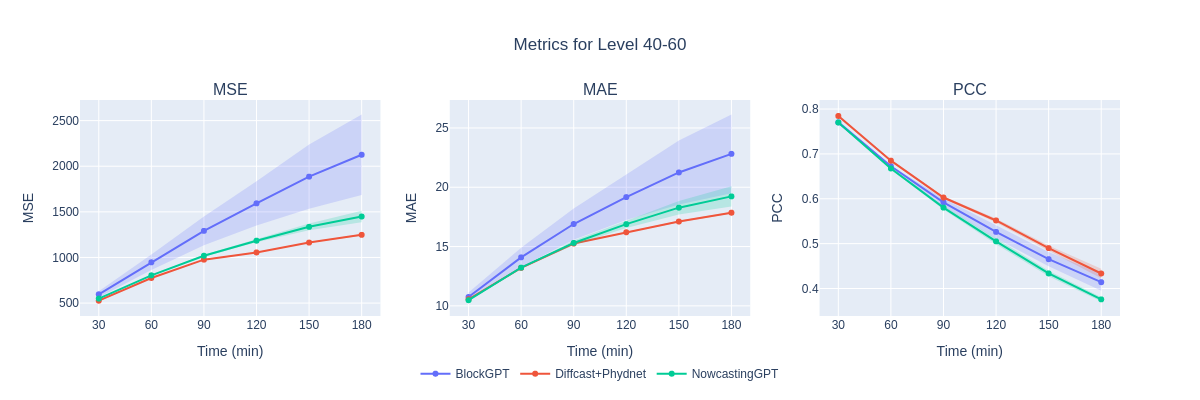 Metrics for Level 40-60
MSE
MAE
PCC
MSE
2500
2000
1500
1000
500
30 60 90 120 150 180
Time (min)
MAE
25
20
15
10
30 60 90 120 150 180
Time (min)
PCC
0.8
0.7
0.6
0.5
0.4
30 60 90 120 150 180
Time (min)
BlockGPT Diffcast+Phydnet NowcastingGPT